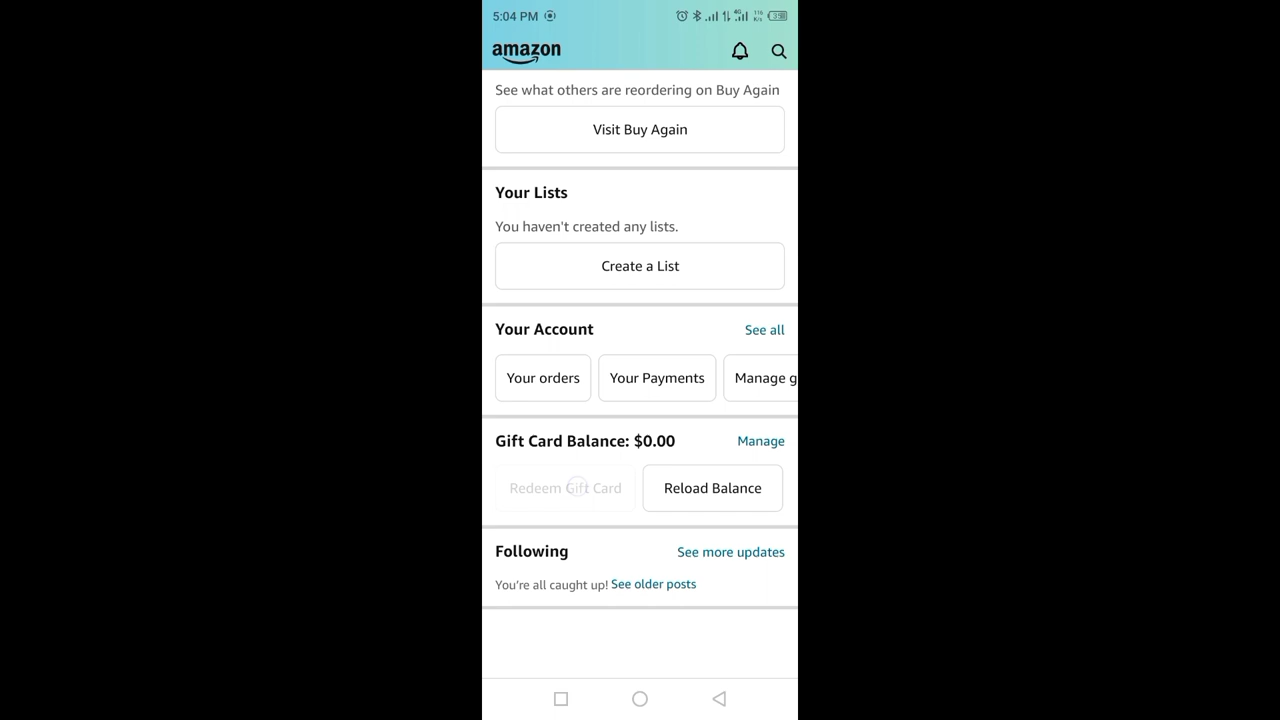 5:04 PM
amazon
See what others are reordering on Buy Again
Visit Buy Again
Your Lists
You haven't created any lists.
Create a List
Your Account See all
Your orders Your Payments Manage g
Gift Card Balance: $0.00 Manage
Redeem Gift Card Reload Balance
Following See more updates
You're all caught up! See older posts